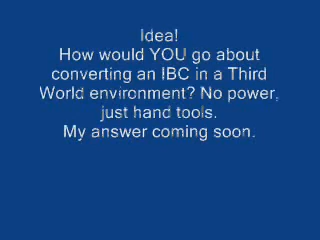 Idea!
How would YOU go about
converting an IBC in a Third
World environment? No power,
just hand tools.
My answer coming soon.